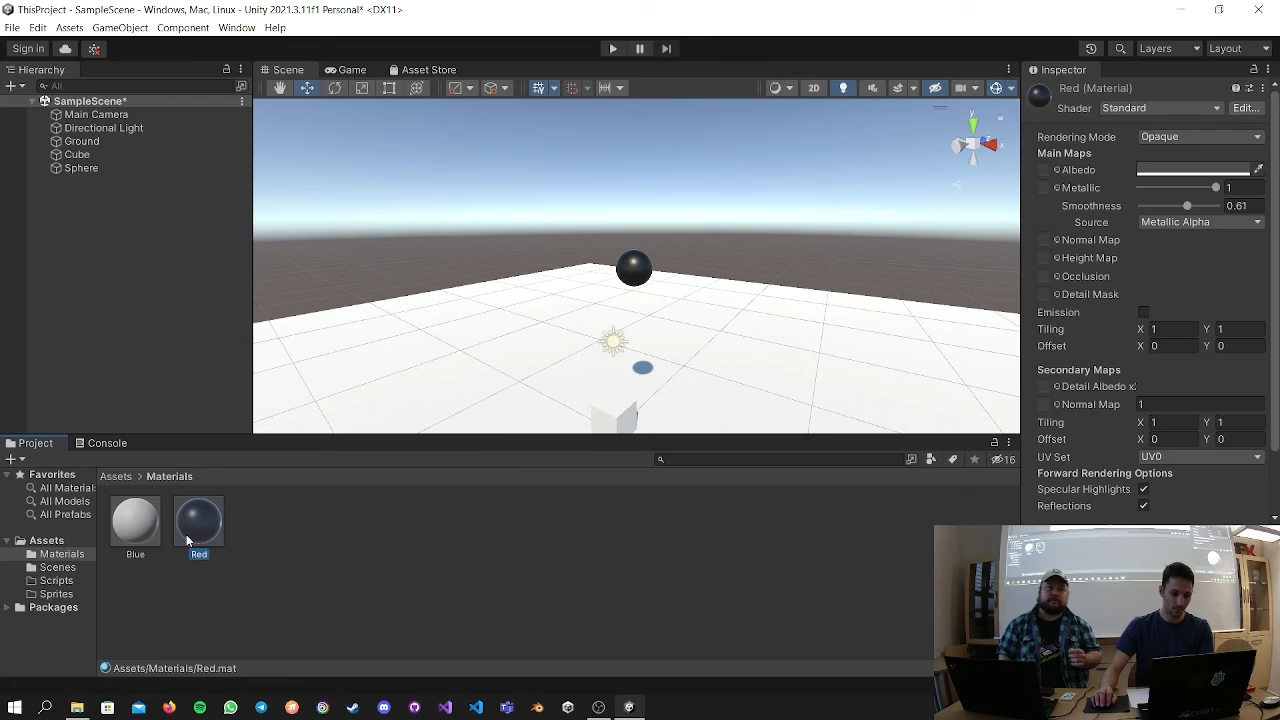 ThisProject - SampleScene - Windows, Mac, Linux - Unity 2021.3.11f1 Personal* <DX11>
File Edit Assets GameObject Component Window Help
Sign in
Layers Layout
Hierarchy
Scene Game Asset Store
Inspector
All
2D
Red (Material)
Shader Standard Edit...
SampleScene*
Main Camera
Directional Light
Ground
Cube
Sphere
y
x
z
Rendering Mode Opaque
Main Maps
Albedo
Metallic 1
Smoothness 0.61
Source Metallic Alpha
Normal Map
Height Map
Occlusion
Detail Mask
Emission
Tiling X 1 Y 1
Offset X 0 Y 0
Secondary Maps
Detail Albedo x
Normal Map 1
Tiling X 1 Y 1
Offset X 0 Y 0
UV Set UV0
Forward Rendering Options
Specular Highlights
Reflections
Project Console
16
Favorites
All Material
All Models
All Prefabs
Assets
Materials
Scenes
Scripts
Sprites
Packages
Assets > Materials
Blue Red
Assets/Materials/Red.mat